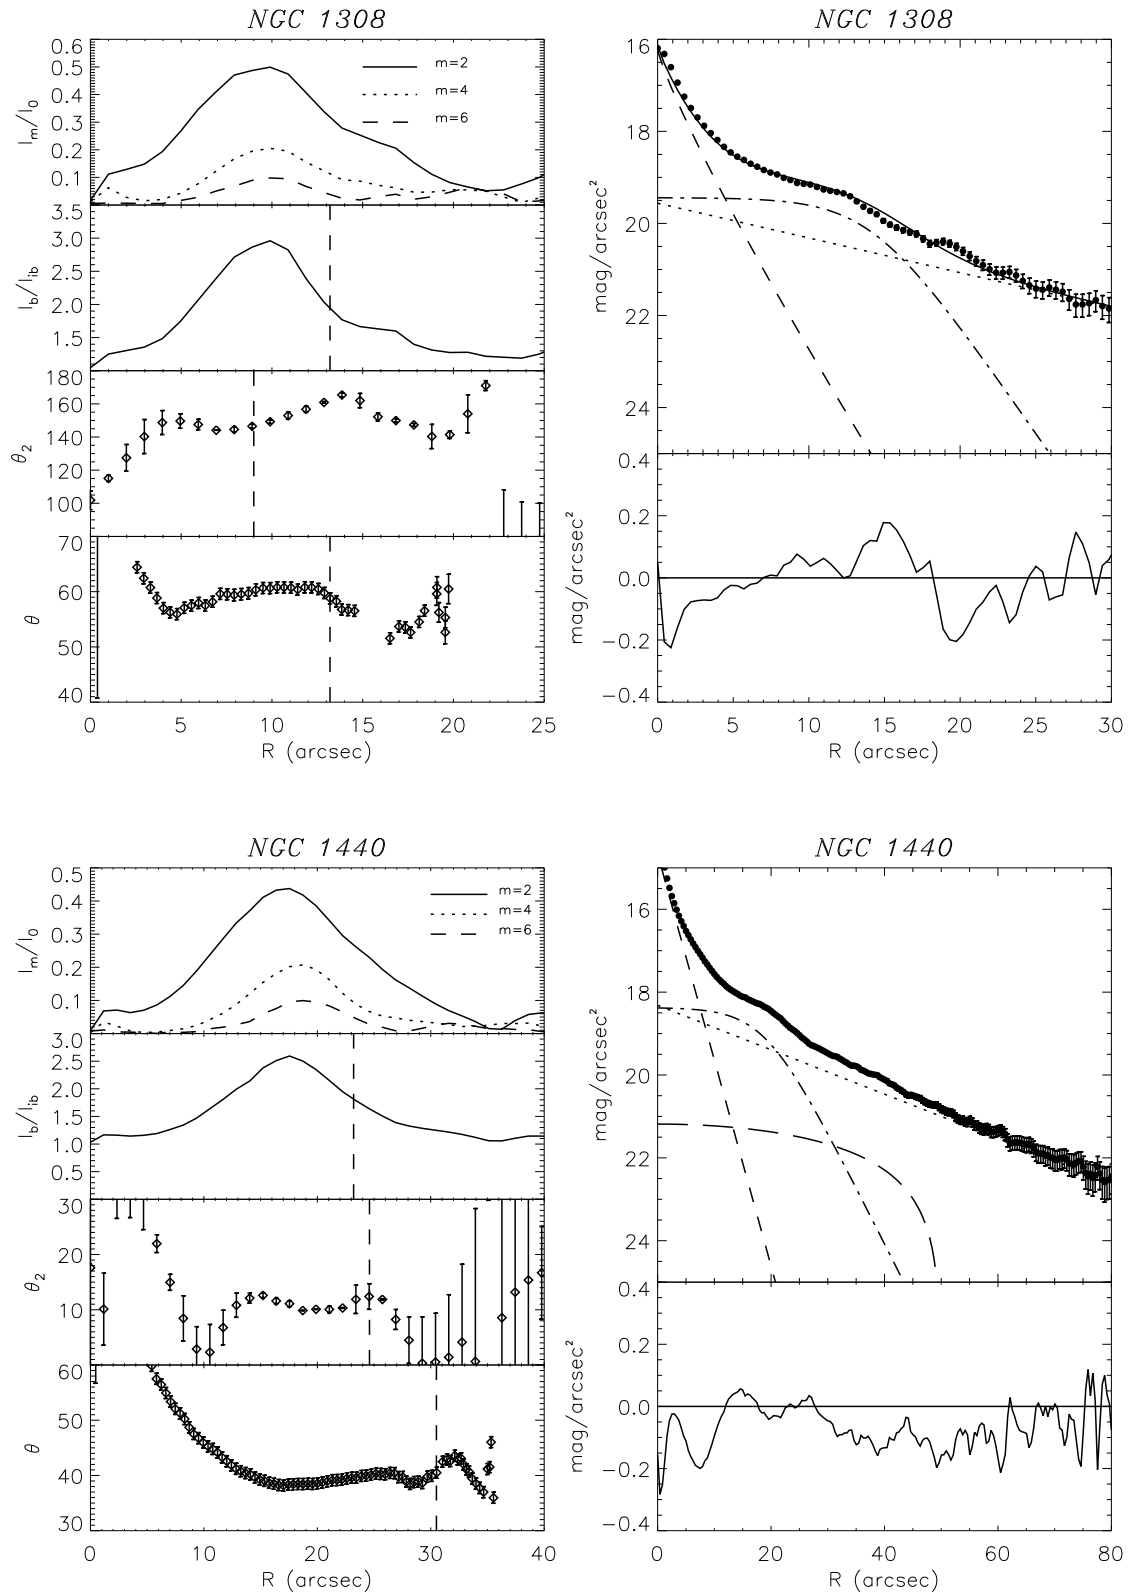 NGC 1308
0.6
0.5
0.4
0.3
0.2
0.1
I_m/I_0
m=2
m=4
m=6
3.5
3.0
2.5
2.0
1.5
I_b/I_ib
180
160
140
120
100
θ_2
70
60
50
40
θ
0 5 10 15 20 25
R (arcsec)
NGC 1308
16
18
20
22
24
mag/arcsec²
0.4
0.2
0.0
−0.2
−0.4
mag/arcsec²
0 5 10 15 20 25 30
R (arcsec)
NGC 1440
0.5
0.4
0.3
0.2
0.1
I_m/I_0
m=2
m=4
m=6
3.0
2.5
2.0
1.5
1.0
0.5
I_b/I_ib
30
20
10
θ_2
60
50
40
30
θ
0 10 20 30 40
R (arcsec)
NGC 1440
16
18
20
22
24
mag/arcsec²
0.4
0.2
0.0
−0.2
−0.4
mag/arcsec²
0 20 40 60 80
R (arcsec)